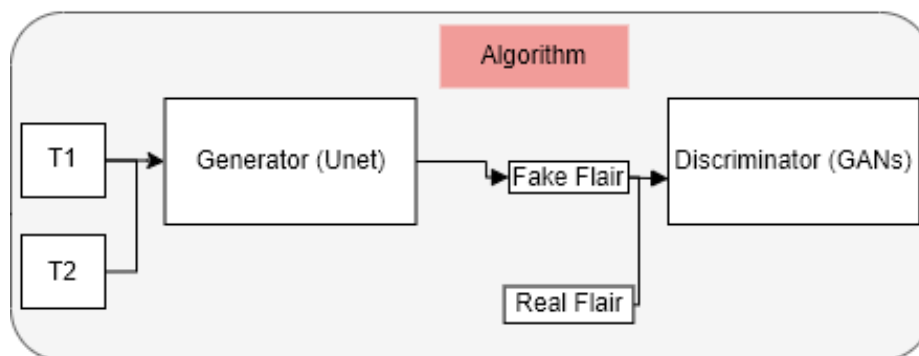 Algorithm
T1
Generator (Unet)
Fake Flair
Discriminator (GANs)
T2
Real Flair